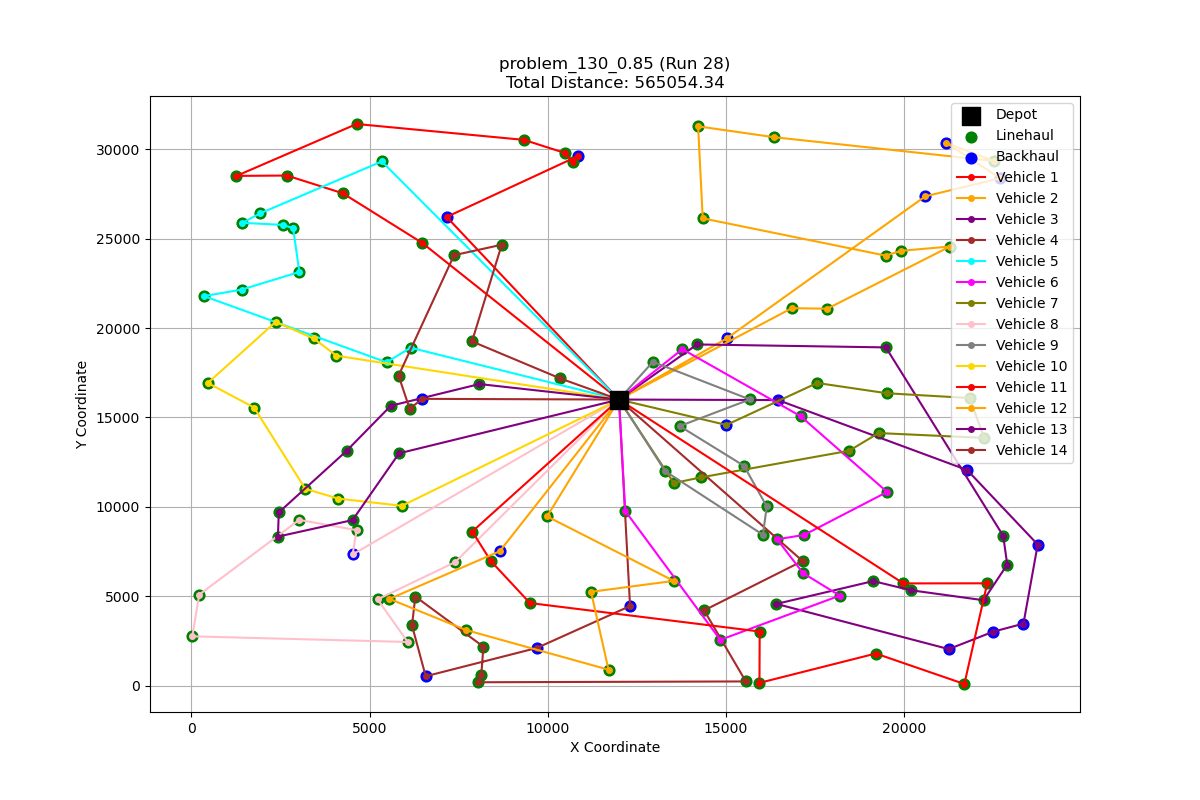 problem_130_0.85 (Run 28)
Total Distance: 565054.34
Y Coordinate
30000
25000
20000
15000
10000
5000
0
0
5000
10000
15000
20000
X Coordinate
Depot
Linehaul
Backhaul
Vehicle 1
Vehicle 2
Vehicle 3
Vehicle 4
Vehicle 5
Vehicle 6
Vehicle 7
Vehicle 8
Vehicle 9
Vehicle 10
Vehicle 11
Vehicle 12
Vehicle 13
Vehicle 14